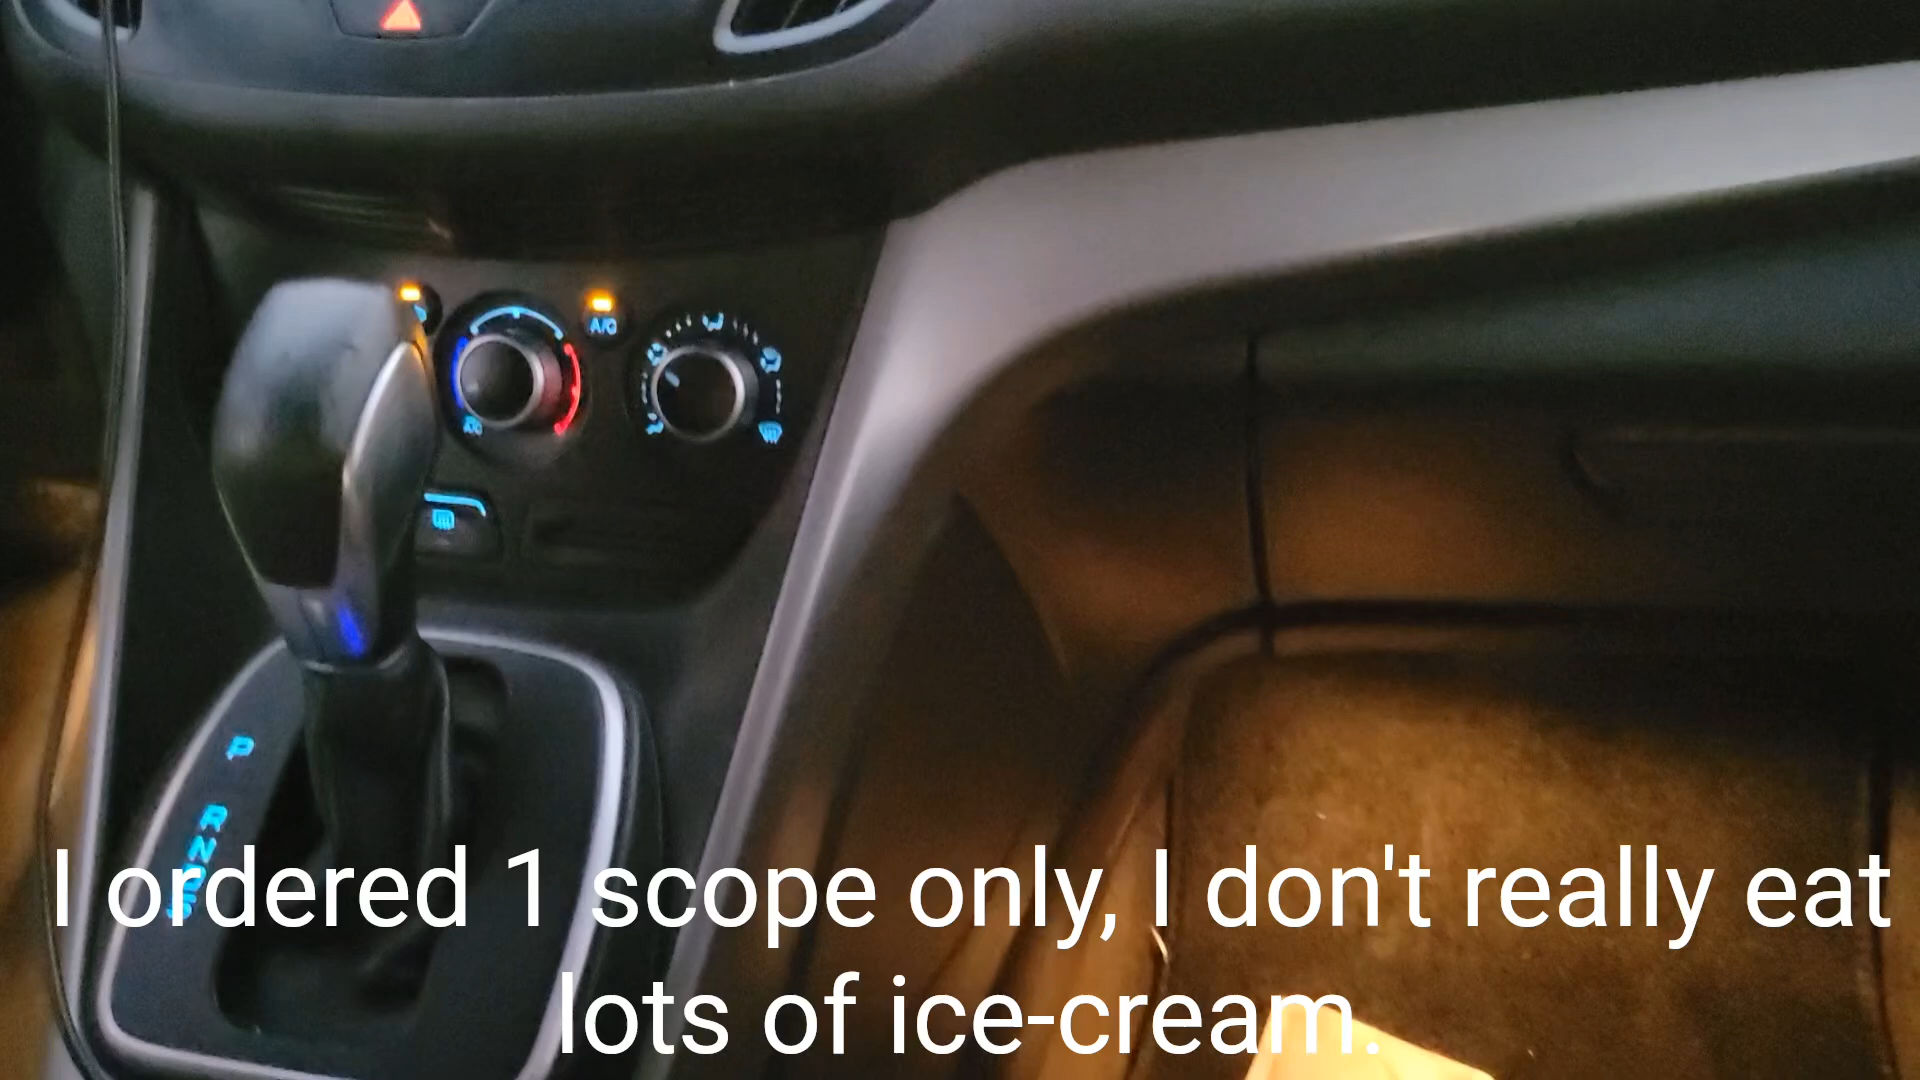 A/C
P
R
N
D
S
I ordered 1 scope only, I don't really eat
lots of ice-cream.